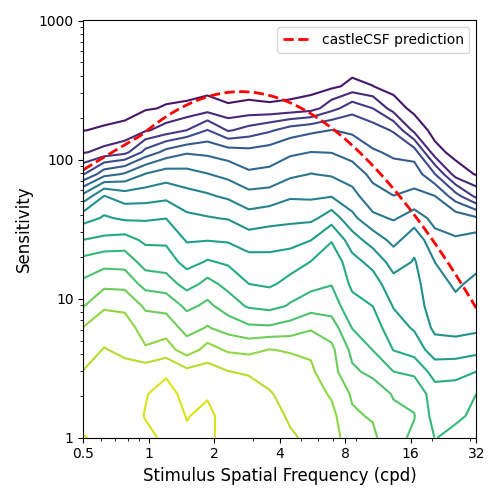 castleCSF prediction
1000
100
10
1
Sensitivity
0.5 1 2 4 8 16 32
Stimulus Spatial Frequency (cpd)